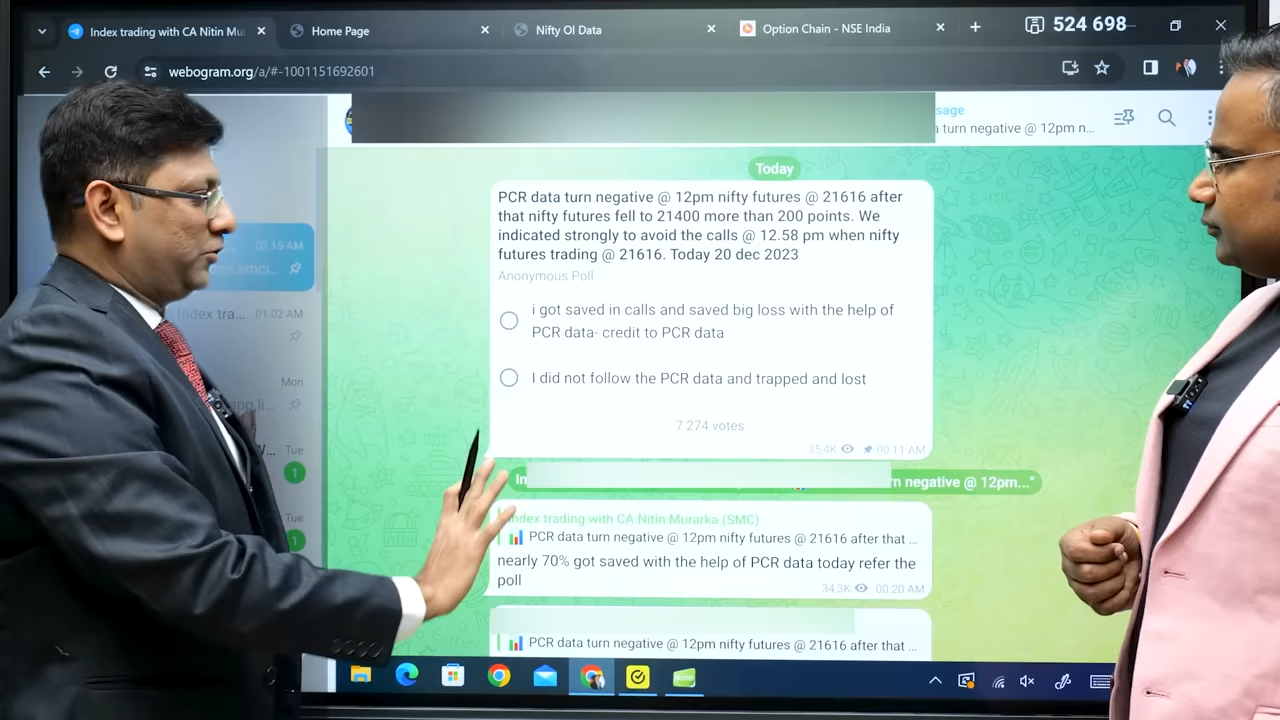 Index trading with CA Nitin Mu
Home Page
Nifty OI Data
Option Chain - NSE India
524 698
webogram.org/a/#-1001151692601
sage
turn negative @ 12pm n...
Today
PCR data turn negative @ 12pm nifty futures @ 21616 after
that nifty futures fell to 21400 more than 200 points. We
indicated strongly to avoid the calls @ 12.58 pm when nifty
futures trading @ 21616. Today 20 dec 2023
Anonymous Poll
i got saved in calls and saved big loss with the help of
PCR data- credit to PCR data
I did not follow the PCR data and trapped and lost
7 274 votes
35,4K 00:11 AM
02:15 AM
ons.smci...
Index tra...
01:02 AM
Mon
app.li...
W...
Tue
1
Tue
1
In
rn negative @ 12pm..."
Index trading with CA Nitin Murarka (SMC)
PCR data turn negative @ 12pm nifty futures @ 21616 after that ...
nearly 70% got saved with the help of PCR data today refer the
poll
34,3K 00:20 AM
PCR data turn negative @ 12pm nifty futures @ 21616 after that ...
Note